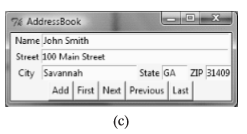 AddressBook
Name John Smith
Street 100 Main Street
City Savannah State GA ZIP 31409
Add First Next Previous Last
(c)